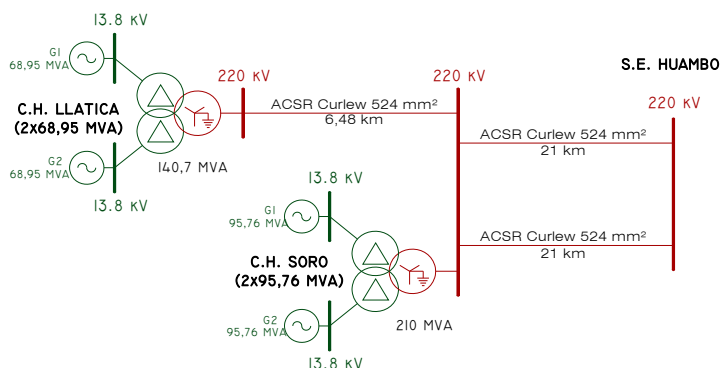 13.8 kV
G1
68,95 MVA
C.H. LLATICA
(2x68,95 MVA)
G2
68,95 MVA
13.8 kV
140,7 MVA
220 kV
ACSR Curlew 524 mm²
6,48 km
220 kV
S.E. HUAMBO
220 kV
ACSR Curlew 524 mm²
21 km
ACSR Curlew 524 mm²
21 km
13.8 kV
G1
95,76 MVA
C.H. SORO
(2x95,76 MVA)
G2
95,76 MVA
13.8 kV
210 MVA